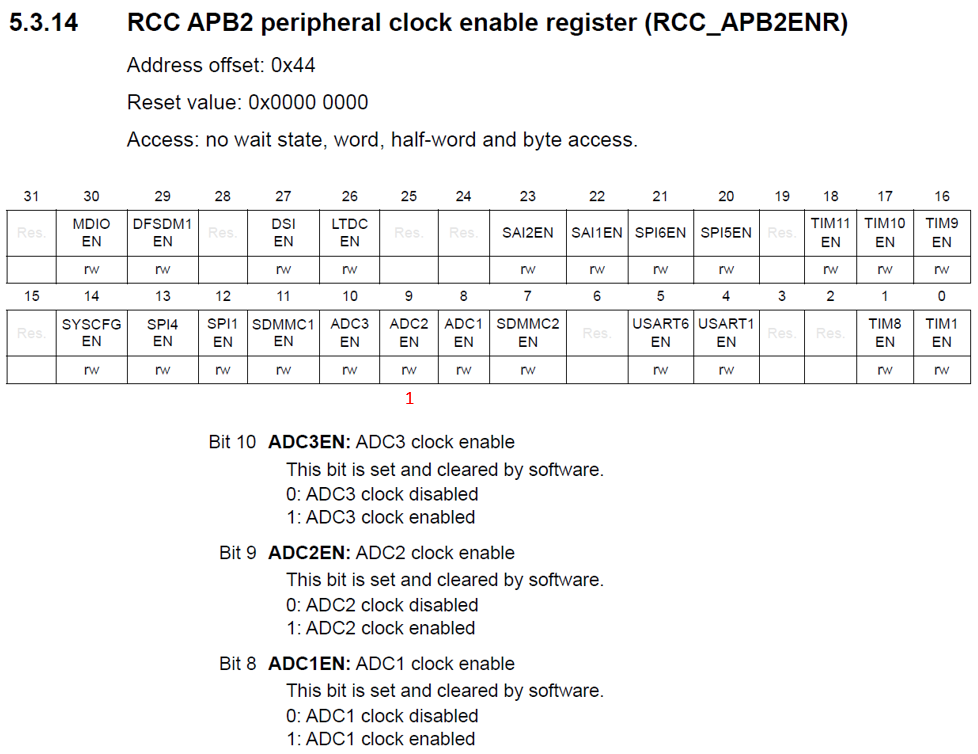 5.3.14 RCC APB2 peripheral clock enable register (RCC_APB2ENR)
Address offset: 0x44
Reset value: 0x0000 0000
Access: no wait state, word, half-word and byte access.
31 30 29 28 27 26 25 24 23 22 21 20 19 18 17 16
Res. MDIO EN DFSDM1 EN Res. DSI EN LTDC EN Res. Res. SAI2EN SAI1EN SPI6EN SPI5EN Res. TIM11 EN TIM10 EN TIM9 EN
rw rw rw rw rw rw rw rw rw rw rw
15 14 13 12 11 10 9 8 7 6 5 4 3 2 1 0
Res. SYSCFG EN SPI4 EN SPI1 EN SDMMC1 EN ADC3 EN ADC2 EN ADC1 EN SDMMC2 EN Res. USART6 EN USART1 EN Res. Res. TIM8 EN TIM1 EN
rw rw rw rw rw rw rw rw rw rw rw rw
1
Bit 10 ADC3EN: ADC3 clock enable
This bit is set and cleared by software.
0: ADC3 clock disabled
1: ADC3 clock enabled
Bit 9 ADC2EN: ADC2 clock enable
This bit is set and cleared by software.
0: ADC2 clock disabled
1: ADC2 clock enabled
Bit 8 ADC1EN: ADC1 clock enable
This bit is set and cleared by software.
0: ADC1 clock disabled
1: ADC1 clock enabled